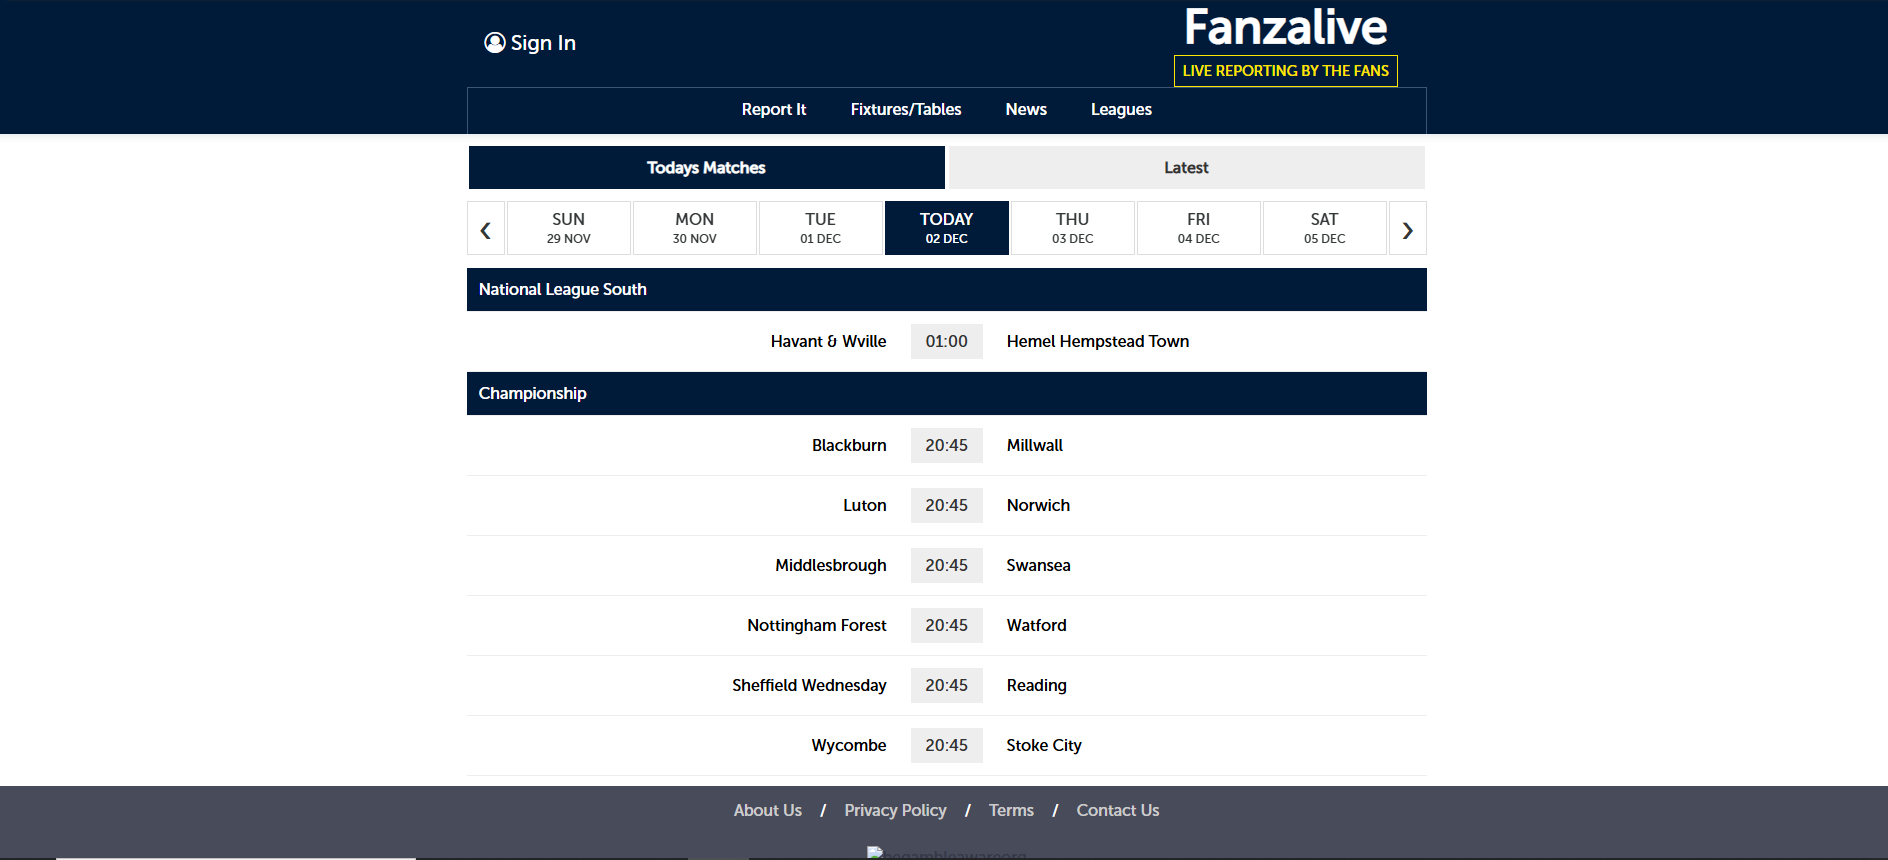 Sign In
Fanzalive
LIVE REPORTING BY THE FANS
Report It Fixtures/Tables News Leagues
Todays Matches Latest
‹ SUN MON TUE TODAY THU FRI SAT ›
29 NOV 30 NOV 01 DEC 02 DEC 03 DEC 04 DEC 05 DEC
National League South
Havant & Wville 01:00 Hemel Hempstead Town
Championship
Blackburn 20:45 Millwall
Luton 20:45 Norwich
Middlesbrough 20:45 Swansea
Nottingham Forest 20:45 Watford
Sheffield Wednesday 20:45 Reading
Wycombe 20:45 Stoke City
About Us / Privacy Policy / Terms / Contact Us